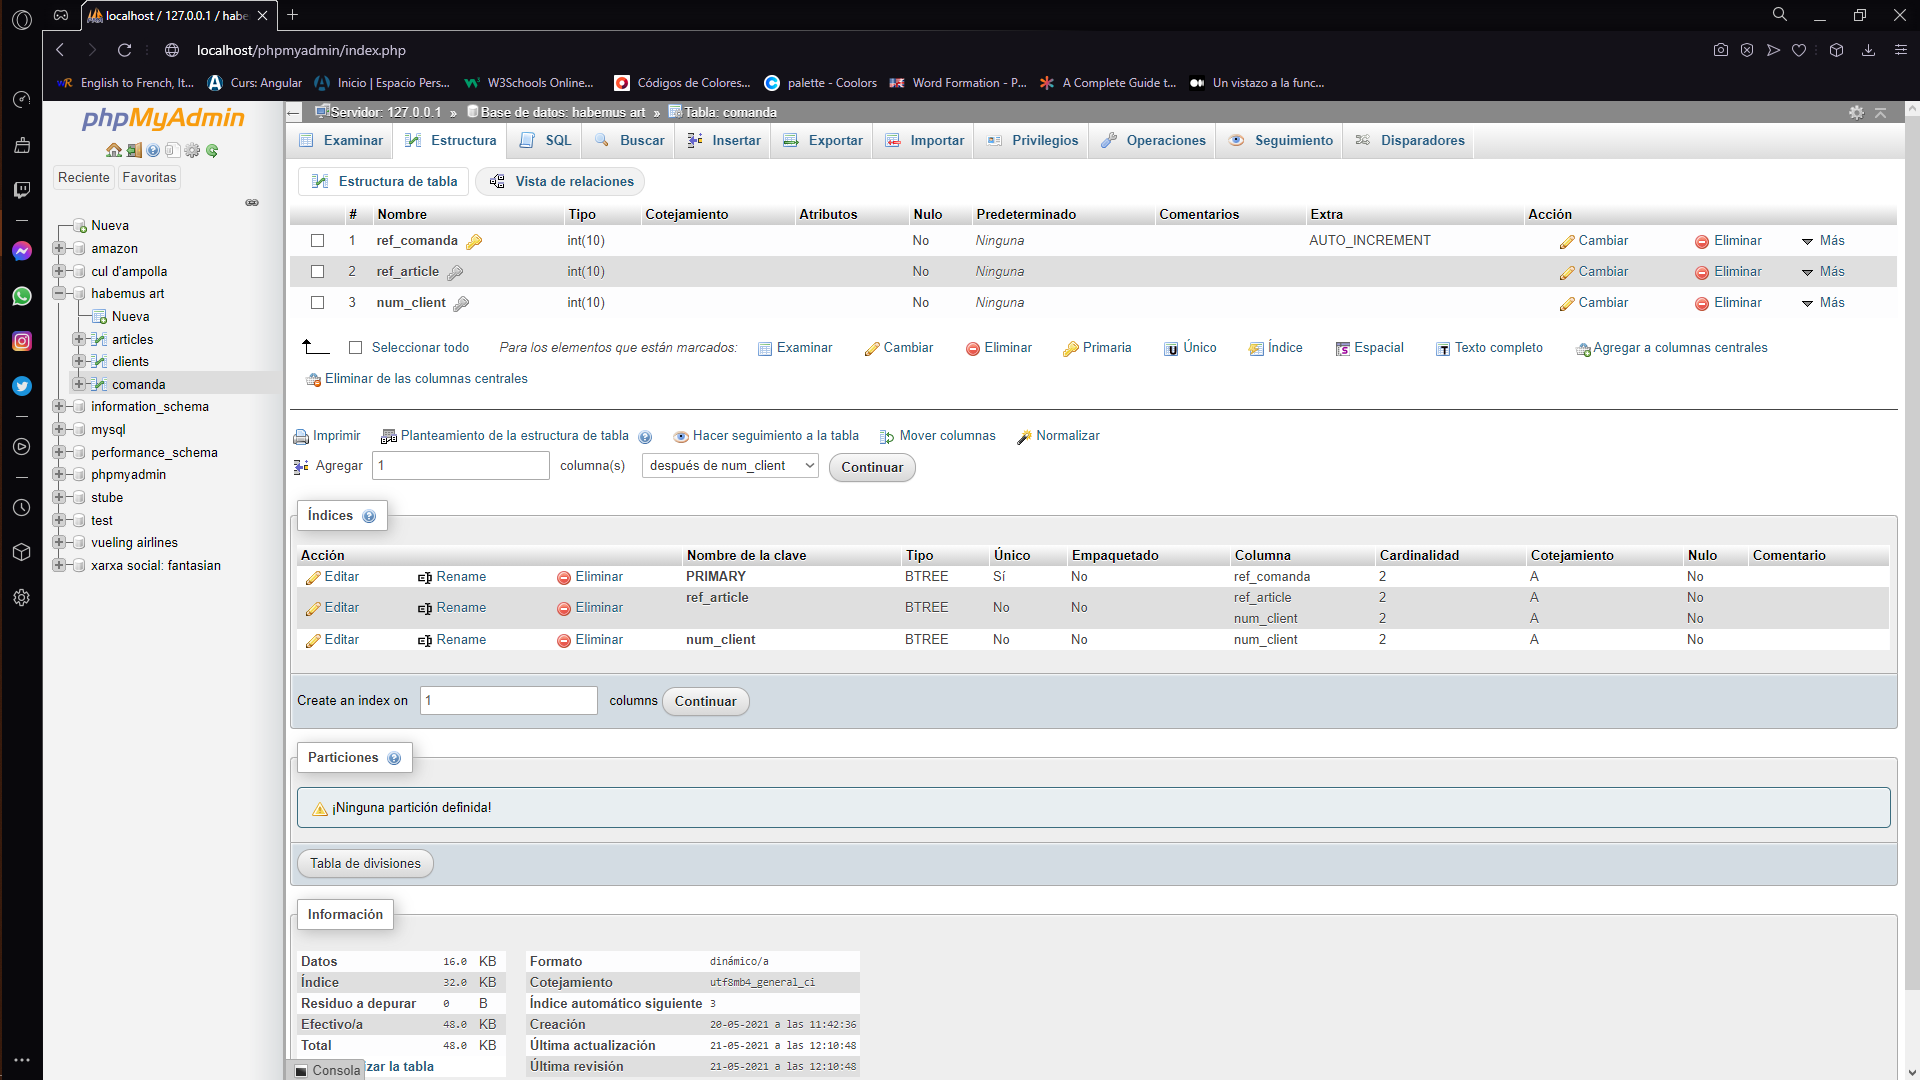 localhost / 127.0.0.1 / habe
localhost/phpmyadmin/index.php
English to French, It...
Curs: Angular
Inicio | Espacio Pers...
W3Schools Online...
Códigos de Colores...
palette - Coolors
Word Formation - P...
A Complete Guide t...
Un vistazo a la func...
phpMyAdmin
Reciente
Favoritas
Nueva
amazon
cul d'ampolla
habemus art
Nueva
articles
clients
comanda
information_schema
mysql
performance_schema
phpmyadmin
stube
test
vueling airlines
xarxa social: fantasian
Servidor: 127.0.0.1 » Base de datos: habemus art » Tabla: comanda
Examinar Estructura SQL Buscar Insertar Exportar Importar Privilegios Operaciones Seguimiento Disparadores
Estructura de tabla Vista de relaciones
# Nombre Tipo Cotejamiento Atributos Nulo Predeterminado Comentarios Extra Acción
1 ref_comanda int(10) No Ninguna AUTO_INCREMENT Cambiar Eliminar Más
2 ref_article int(10) No Ninguna Cambiar Eliminar Más
3 num_client int(10) No Ninguna Cambiar Eliminar Más
Seleccionar todo Para los elementos que están marcados: Examinar Cambiar Eliminar Primaria Único Índice Espacial Texto completo Agregar a columnas centrales
Eliminar de las columnas centrales
Imprimir Planteamiento de la estructura de tabla Hacer seguimiento a la tabla Mover columnas Normalizar
Agregar 1 columna(s) después de num_client Continuar
Índices
Acción Nombre de la clave Tipo Único Empaquetado Columna Cardinalidad Cotejamiento Nulo Comentario
Editar Rename Eliminar PRIMARY BTREE Sí No ref_comanda 2 A No
Editar Rename Eliminar ref_article BTREE No No ref_article 2 A No
num_client 2 A No
Editar Rename Eliminar num_client BTREE No No num_client 2 A No
Create an index on 1 columns Continuar
Particiones
¡Ninguna partición definida!
Tabla de divisiones
Información
Datos 16.0 KB
Índice 32.0 KB
Residuo a depurar 0 B
Efectivo/a 48.0 KB
Total 48.0 KB
zar la tabla
Formato dinámico/a
Cotejamiento utf8mb4_general_ci
Índice automático siguiente 3
Creación 20-05-2021 a las 11:42:36
Última actualización 21-05-2021 a las 12:10:48
Última revisión 21-05-2021 a las 12:10:48
Consola